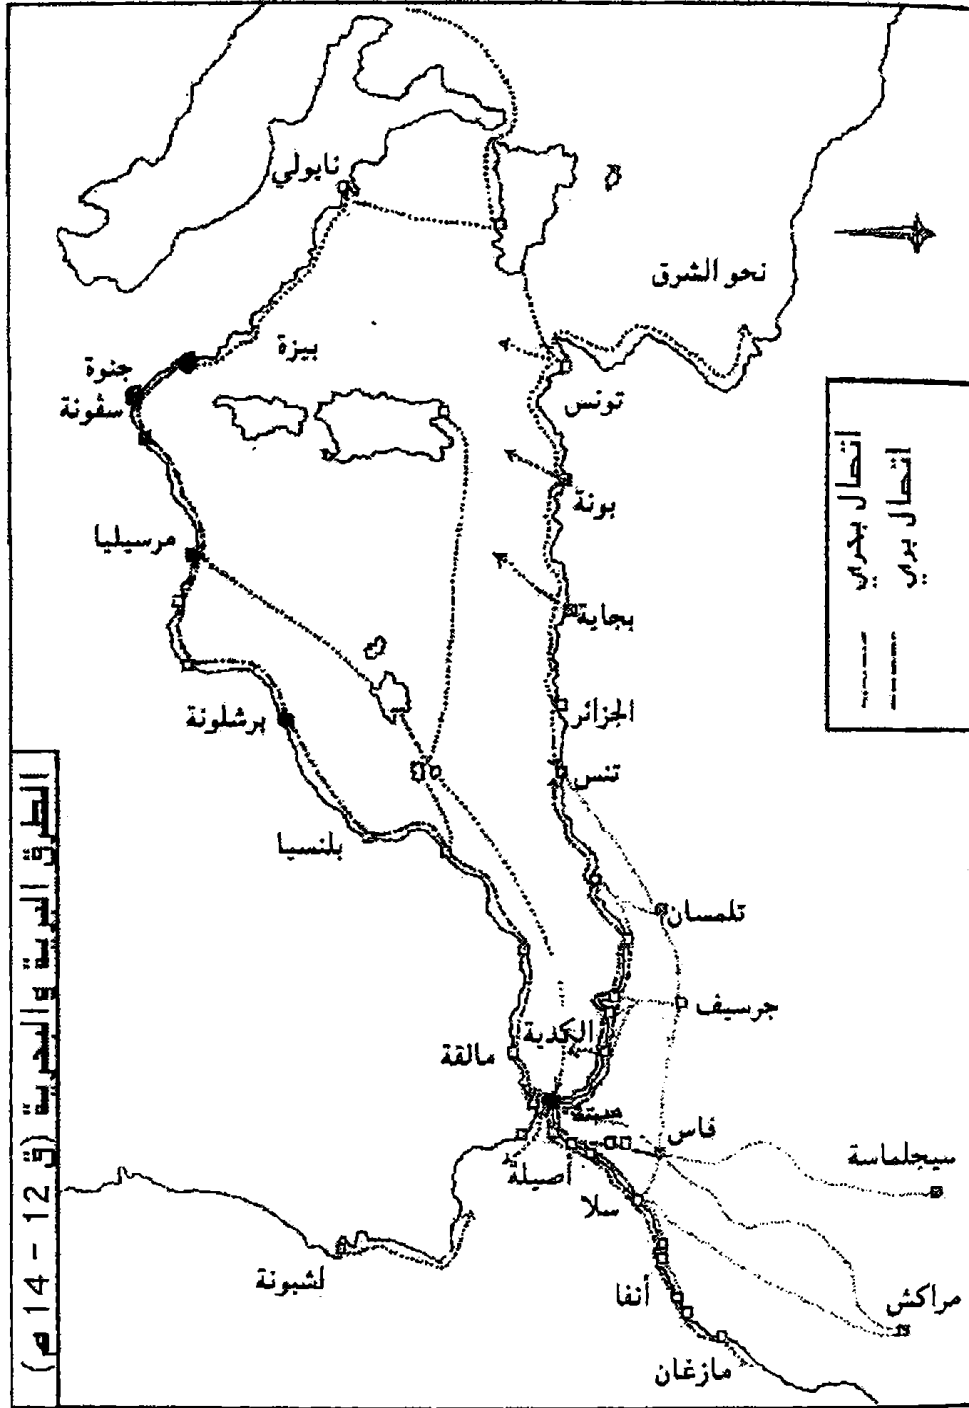 الطرق البرية والبحرية (ق 12 - 14 م)
نابولي
نحو الشرق
بيزة
جنوة
سفونة
تونس
بونة
مرسيليا
بجاية
الجزائر
برشلونة
تنس
بلنسيا
تلمسان
جرسيف
الكدية
مالقة
سبتة
فاس
أصيلة
سيجلماسة
سلا
لشبونة
أنفا
مراكش
مازغان
اتصال بحري
اتصال بري